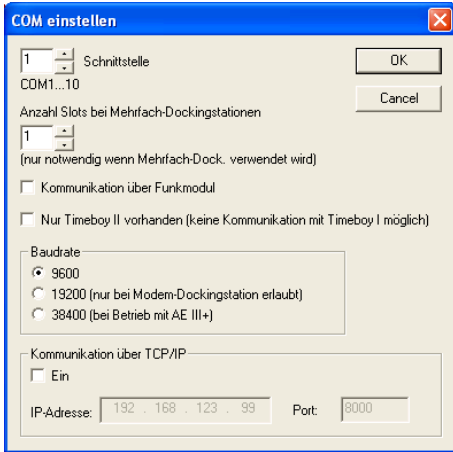 COM einstellen
1 Schnittstelle
OK
COM1...10
Cancel
Anzahl Slots bei Mehrfach-Dockingstationen
1
(nur notwendig wenn Mehrfach-Dock. verwendet wird)
Kommunikation über Funkmodul
Nur Timeboy II vorhanden (keine Kommunikation mit Timeboy I möglich)
Baudrate
9600
19200 (nur bei Modem-Dockingstation erlaubt)
38400 (bei Betrieb mit AE III+)
Kommunikation über TCP/IP
Ein
IP-Adresse: 192 . 168 . 123 . 99 Port: 8000